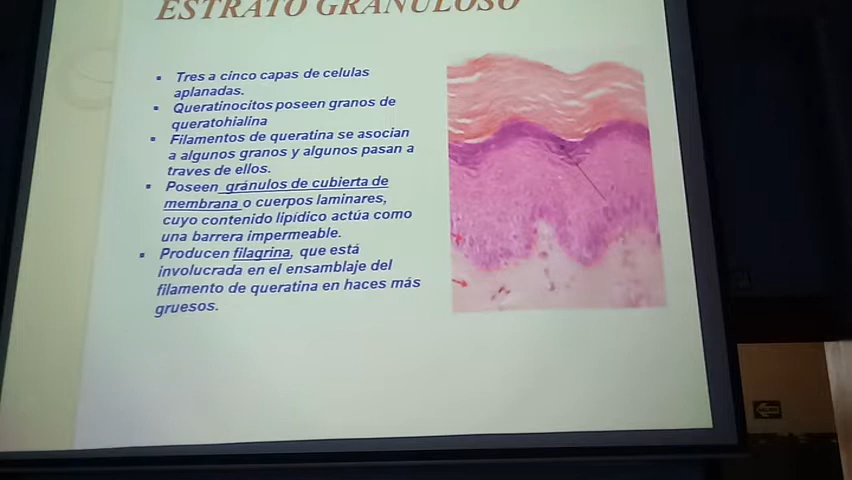 ESTRATO GRANULOSO
▪ Tres a cinco capas de celulas
aplanadas.
▪ Queratinocitos poseen granos de
queratohialina
▪ Filamentos de queratina se asocian
a algunos granos y algunos pasan a
traves de ellos.
▪ Poseen gránulos de cubierta de
membrana o cuerpos laminares,
cuyo contenido lipídico actúa como
una barrera impermeable.
▪ Producen filagrina, que está
involucrada en el ensamblaje del
filamento de queratina en haces más
gruesos.